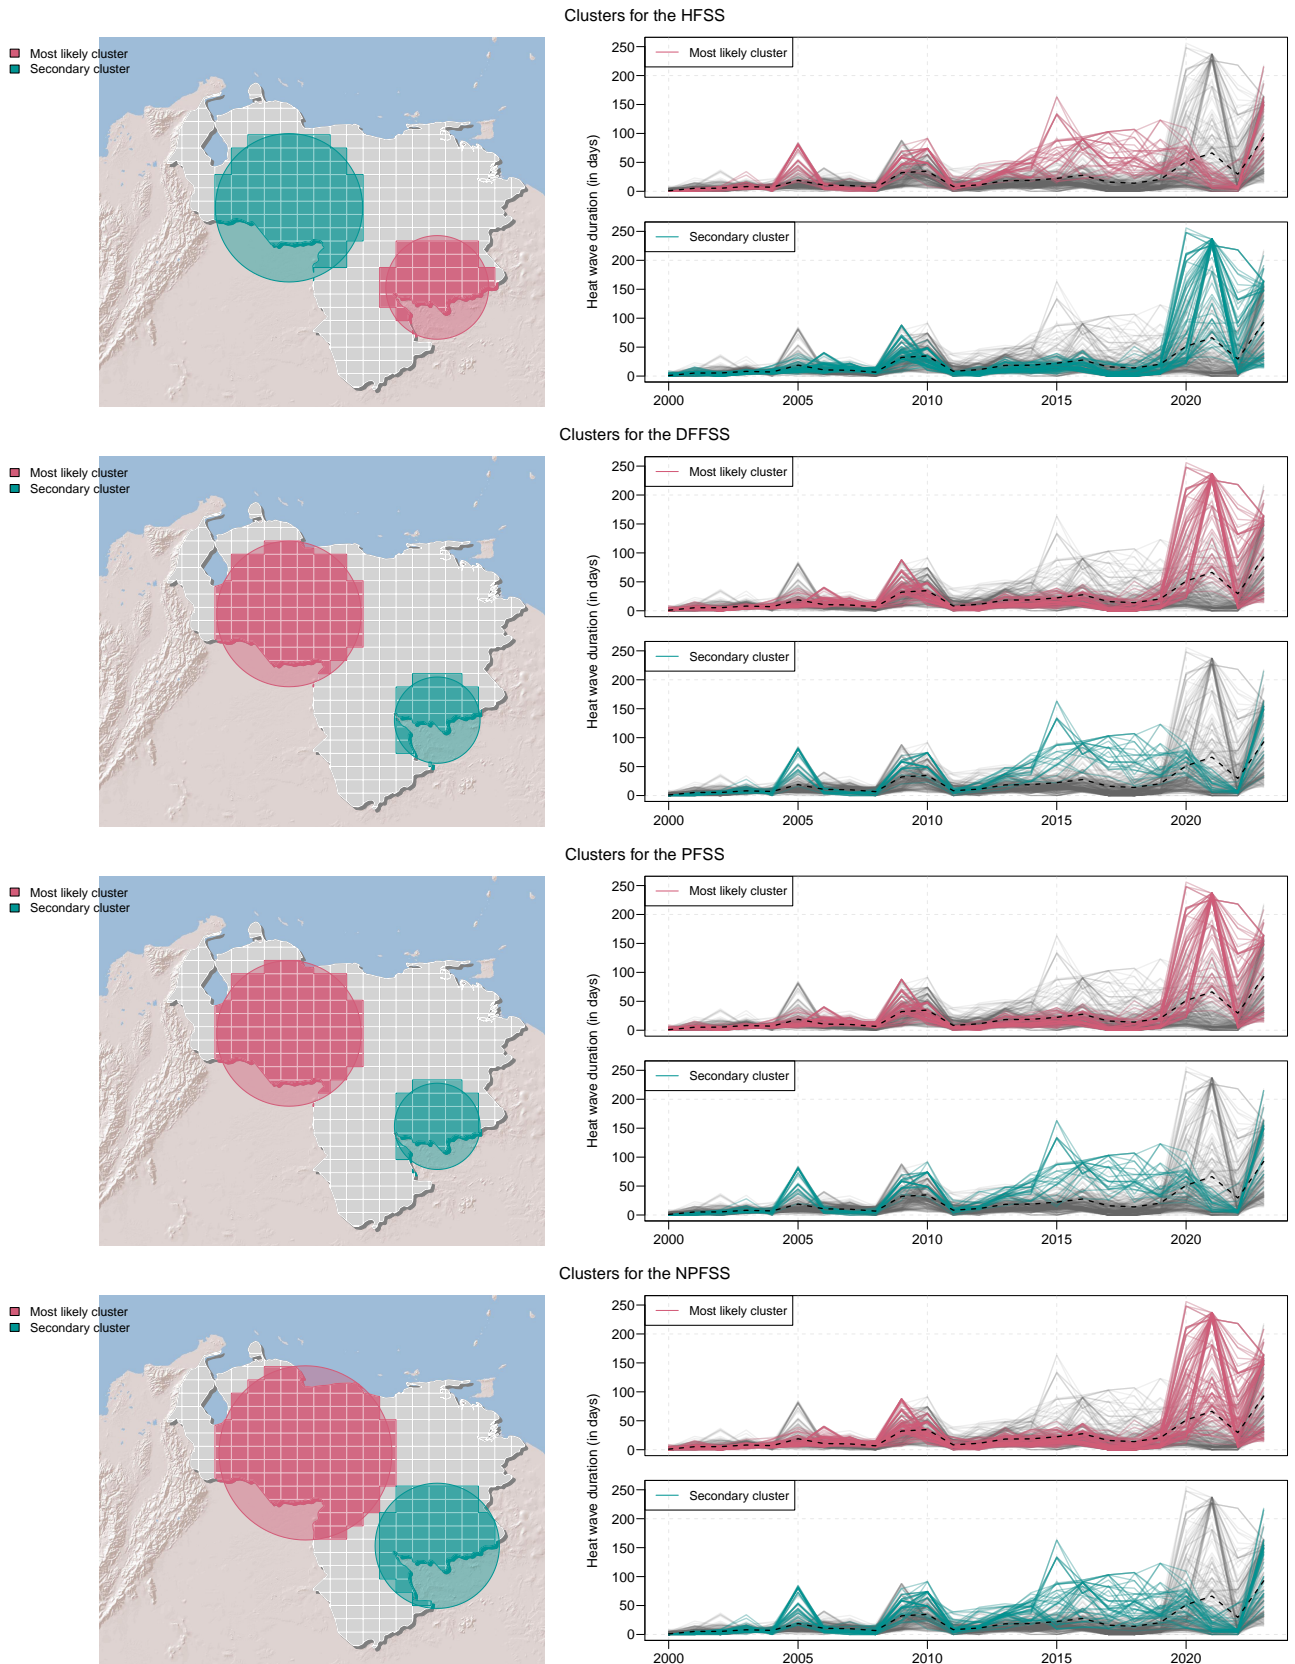 Clusters for the HFSS
Most likely cluster
Secondary cluster
Heat wave duration (in days)
250
200
150
100
50
0
Most likely cluster
250
200
150
100
50
0
Secondary cluster
2000 2005 2010 2015 2020
Clusters for the DFFSS
Most likely cluster
Secondary cluster
Heat wave duration (in days)
250
200
150
100
50
0
Most likely cluster
250
200
150
100
50
0
Secondary cluster
2000 2005 2010 2015 2020
Clusters for the PFSS
Most likely cluster
Secondary cluster
Heat wave duration (in days)
250
200
150
100
50
0
Most likely cluster
250
200
150
100
50
0
Secondary cluster
2000 2005 2010 2015 2020
Clusters for the NPFSS
Most likely cluster
Secondary cluster
Heat wave duration (in days)
250
200
150
100
50
0
Most likely cluster
250
200
150
100
50
0
Secondary cluster
2000 2005 2010 2015 2020